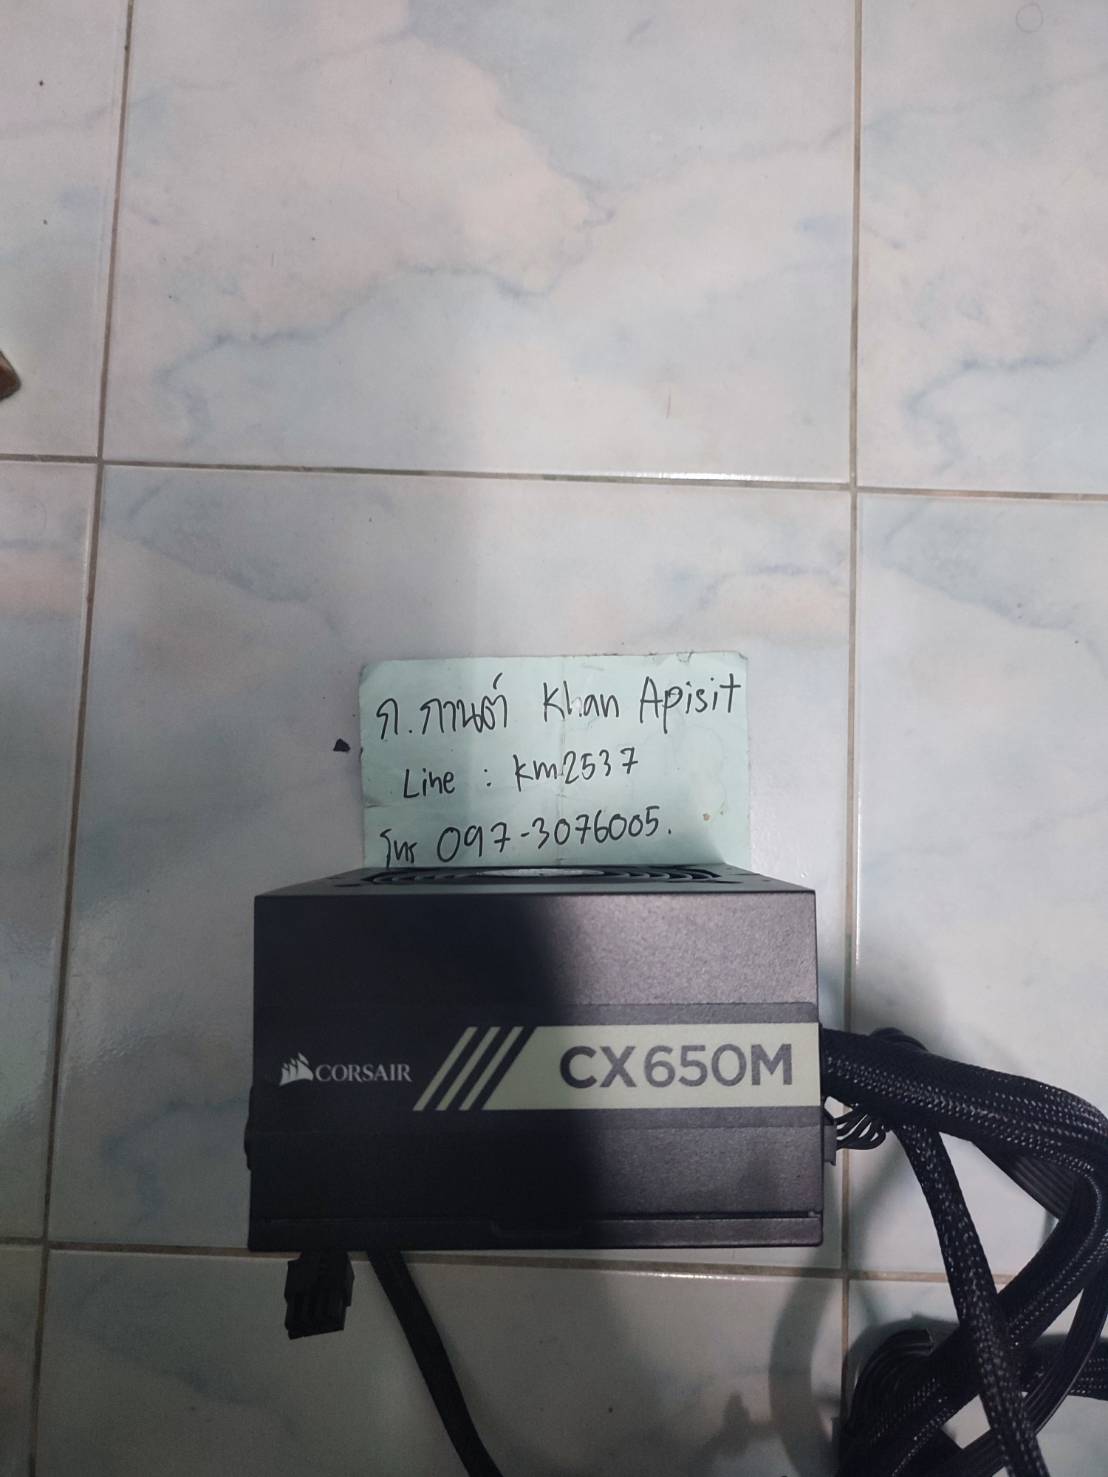 ก.กานต์ Khan Apisit
Line : km2537
โทร 097-3076005.
CORSAIR
CX650M